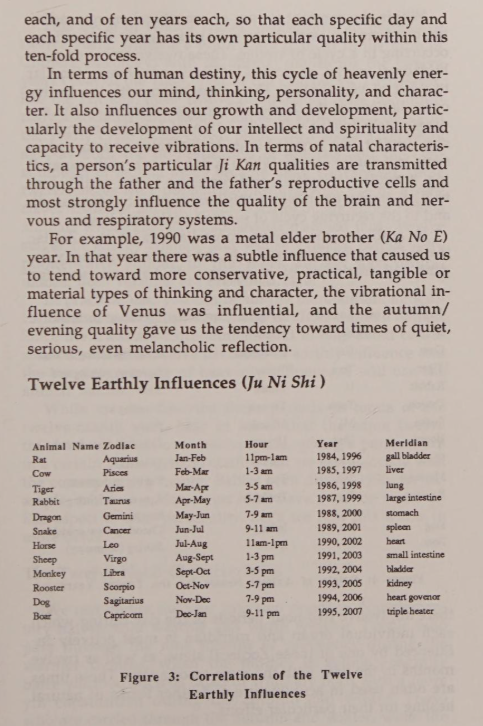 each, and of ten years each, so that each specific day and
each specific year has its own particular quality within this
ten-fold process.
In terms of human destiny, this cycle of heavenly ener-
gy influences our mind, thinking, personality, and charac-
ter. It also influences our growth and development, partic-
ularly the development of our intellect and spirituality and
capacity to receive vibrations. In terms of natal characteris-
tics, a person's particular Ji Kan qualities are transmitted
through the father and the father's reproductive cells and
most strongly influence the quality of the brain and ner-
vous and respiratory systems.
For example, 1990 was a metal elder brother (Ka No E)
year. In that year there was a subtle influence that caused us
to tend toward more conservative, practical, tangible or
material types of thinking and character, the vibrational in-
fluence of Venus was influential, and the autumn/
evening quality gave us the tendency toward times of quiet,
serious, even melancholic reflection.
Twelve Earthly Influences (Ju Ni Shi)
Animal Name Zodiac Month Hour Year Meridian
Rat Aquarius Jan-Feb 11pm-1am 1984, 1996 gall bladder
Cow Pisces Feb-Mar 1-3 am 1985, 1997 liver
Tiger Aries Mar-Apr 3-5 am 1986, 1998 lung
Rabbit Taurus Apr-May 5-7 am 1987, 1999 large intestine
Dragon Gemini May-Jun 7-9 am 1988, 2000 stomach
Snake Cancer Jun-Jul 9-11 am 1989, 2001 spleen
Horse Leo Jul-Aug 11am-1pm 1990, 2002 heart
Sheep Virgo Aug-Sept 1-3 pm 1991, 2003 small intestine
Monkey Libra Sept-Oct 3-5 pm 1992, 2004 bladder
Rooster Scorpio Oct-Nov 5-7 pm 1993, 2005 kidney
Dog Sagitarius Nov-Dec 7-9 pm 1994, 2006 heart govenor
Boar Capricorn Dec-Jan 9-11 pm 1995, 2007 triple heater
Figure 3: Correlations of the Twelve
Earthly Influences